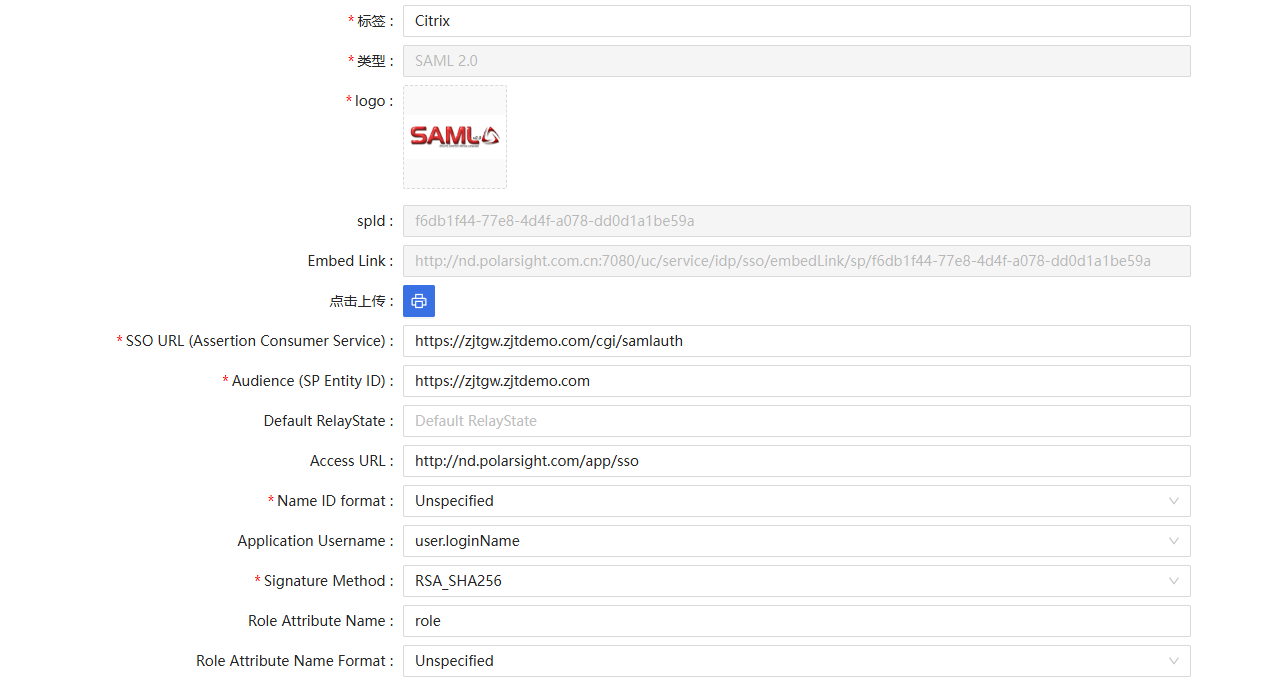 * 标签 : Citrix
* 类型 : SAML 2.0
* logo :
SAML
spId : f6db1f44-77e8-4d4f-a078-dd0d1a1be59a
Embed Link : http://nd.polarsight.com.cn:7080/uc/service/idp/sso/embedLink/sp/f6db1f44-77e8-4d4f-a078-dd0d1a1be59a
点击上传 :
* SSO URL (Assertion Consumer Service) : https://zjtgw.zjtdemo.com/cgi/samlauth
* Audience (SP Entity ID) : https://zjtgw.zjtdemo.com
Default RelayState : Default RelayState
Access URL : http://nd.polarsight.com/app/sso
* Name ID format : Unspecified
Application Username : user.loginName
* Signature Method : RSA_SHA256
Role Attribute Name : role
Role Attribute Name Format : Unspecified